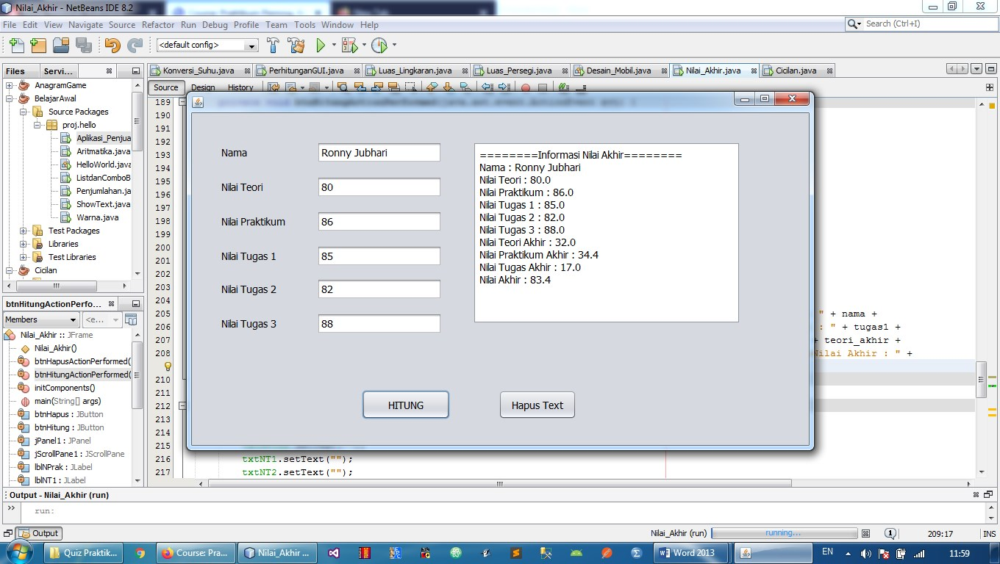 Nilai_Akhir - NetBeans IDE 8.2
File Edit View Navigate Source Refactor Run Debug Profile Team Tools Window Help
Search (Ctrl+I)
<default config>
Files Servi...
Konversi_Suhu.java PerhitunganGUI.java Luas_Lingkaran.java Luas_Persegi.java Desain_Mobil.java Nilai_Akhir.java Cicilan.java
Source Design History
AnagramGame
BelajarAwal
Source Packages
proj.hello
Aplikasi_Penjua
Aritmatika.java
HelloWorld.java
ListdanComboB
Penjumlahan.ja
ShowText.java
Warna.java
Test Packages
Libraries
Test Libraries
Cicilan
btnHitungActionPerfo...
Members <e...
Nilai_Akhir :: JFrame
Nilai_Akhir()
btnHapusActionPerformed(
btnHitungActionPerformed(
initComponents()
main(String[] args)
btnHapus : JButton
btnHitung : JButton
jPanel1 : JPanel
jScrollPane1 : JScrollPane
lblNPrak : JLabel
lblNT1 : JLabel
189
190
191
192
193
194
195
196
197
198
199
200
201
202
203
204
205
206
207
208
210
211
212
213
214
215
216
217
Nama Ronny Jubhari
Nilai Teori 80
Nilai Praktikum 86
Nilai Tugas 1 85
Nilai Tugas 2 82
Nilai Tugas 3 88
HITUNG Hapus Text
========Informasi Nilai Akhir========
Nama : Ronny Jubhari
Nilai Teori : 80.0
Nilai Praktikum : 86.0
Nilai Tugas 1 : 85.0
Nilai Tugas 2 : 82.0
Nilai Tugas 3 : 88.0
Nilai Teori Akhir : 32.0
Nilai Praktikum Akhir : 34.4
Nilai Tugas Akhir : 17.0
Nilai Akhir : 83.4
" + nama +
: " + tugas1 +
+ teori_akhir +
Nilai Akhir : " +
txtNT1.setText("");
txtNT2.setText("");
Output - Nilai_Akhir (run)
run:
Output
Nilai_Akhir (run) running... 1 209:17 INS
Quiz Praktik... Course: Pra... Nilai_Akhir ... Word 2013 EN 11:59